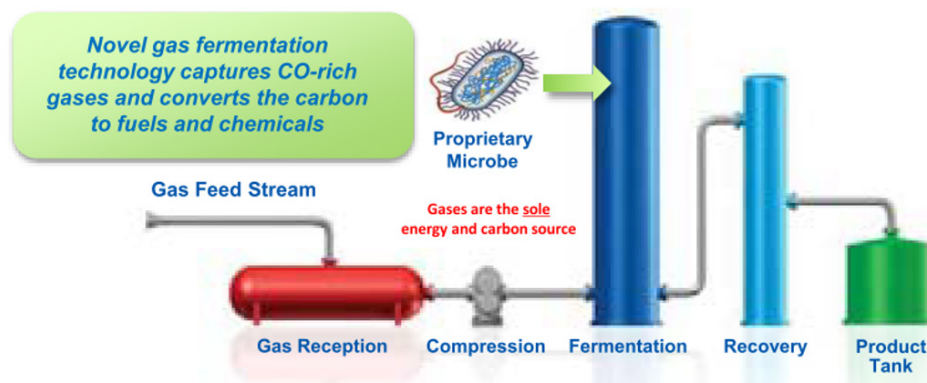 Novel gas fermentation
technology captures CO-rich
gases and converts the carbon
to fuels and chemicals
Proprietary
Microbe
Gas Feed Stream
Gases are the sole
energy and carbon source
Gas Reception
Compression
Fermentation
Recovery
Product
Tank